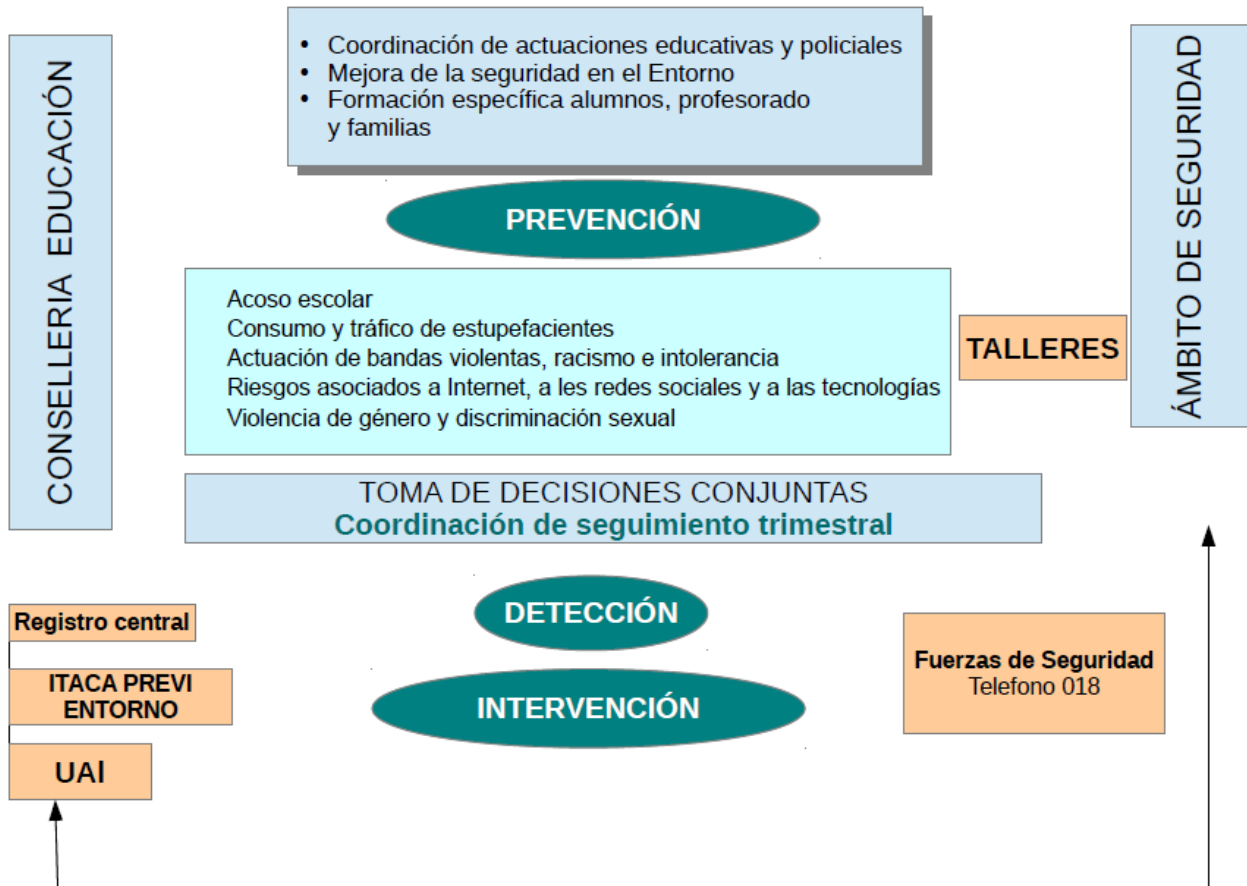 CONSELLERIA EDUCACIÓN
• Coordinación de actuaciones educativas y policiales
• Mejora de la seguridad en el Entorno
• Formación específica alumnos, profesorado
y familias
ÁMBITO DE SEGURIDAD
PREVENCIÓN
Acoso escolar
Consumo y tráfico de estupefacientes
Actuación de bandas violentas, racismo e intolerancia
Riesgos asociados a Internet, a les redes sociales y a las tecnologías
Violencia de género y discriminación sexual
TALLERES
TOMA DE DECISIONES CONJUNTAS
Coordinación de seguimiento trimestral
DETECCIÓN
Registro central
ITACA PREVI
ENTORNO
UAI
INTERVENCIÓN
Fuerzas de Seguridad
Telefono 018